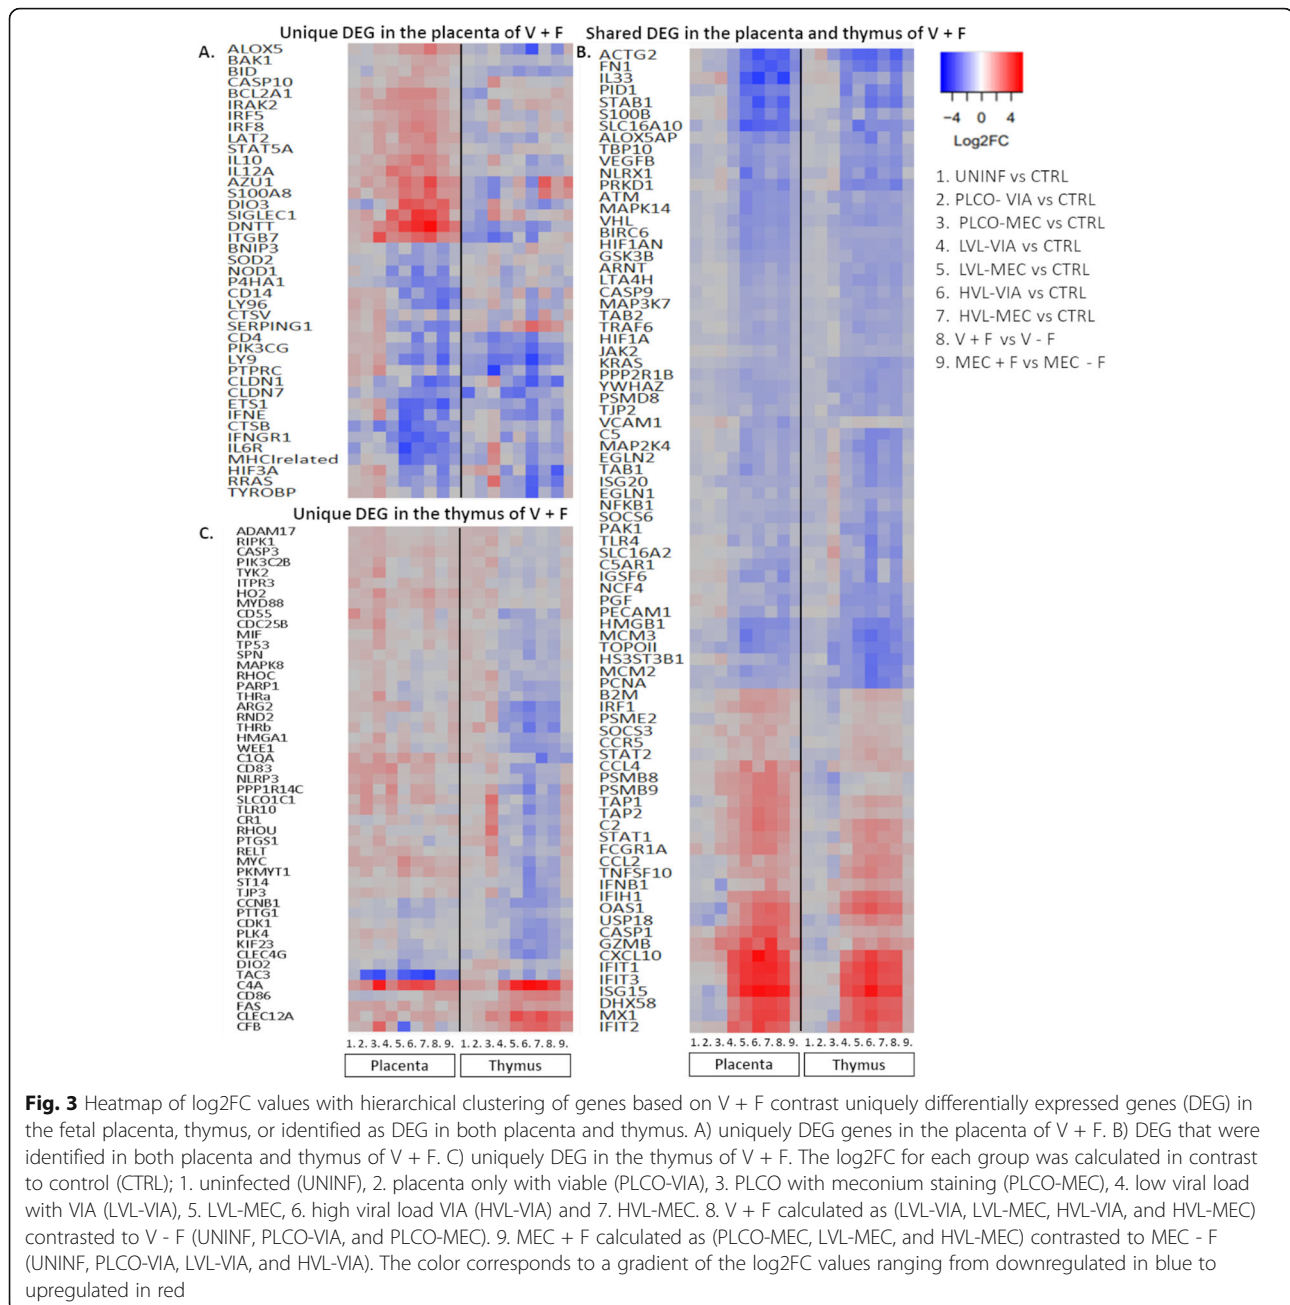 Unique DEG in the placenta of V + F
A.
ALOX5
BAK1
BID
CASP10
BCL2A1
IRAK2
IRF5
IRF8
LAT2
STAT5A
IL10
IL12A
AZU1
S100A8
DIO3
SIGLEC1
DNTT
ITGB7
BNIP3
SOD2
NOD1
P4HA1
CD14
LY96
CTSV
SERPING1
CD4
PIK3CG
LY9
PTPRC
CLDN1
CLDN7
ETS1
IFNE
CTSB
IFNGR1
IL6R
MHCIrelated
HIF3A
RRAS
TYROBP
Unique DEG in the thymus of V + F
C.
ADAM17
RIPK1
CASP3
PIK3C2B
TYK2
ITPR3
HO2
MYD88
CD55
CDC25B
MIF
TP53
SPN
MAPK8
RHOC
PARP1
THRa
ARG2
RND2
THRb
HMGA1
WEE1
C1QA
CD83
NLRP3
PPP1R14C
SLCO1C1
TLR10
CR1
RHOU
PTGS1
RELT
MYC
PKMYT1
ST14
TJP3
CCNB1
PTTG1
CDK1
PLK4
KIF23
CLEC4G
DIO2
TAC3
C4A
CD86
FAS
CLEC12A
CFB
1. 2. 3. 4. 5. 6. 7. 8. 9. 1. 2. 3. 4. 5. 6. 7. 8. 9.
Placenta Thymus
Shared DEG in the placenta and thymus of V + F
B.
ACTG2
FN1
IL33
PID1
STAB1
S100B
SLC16A10
ALOX5AP
TBP10
VEGFB
NLRX1
PRKD1
ATM
MAPK14
VHL
BIRC6
HIF1AN
GSK3B
ARNT
LTA4H
CASP9
MAP3K7
TAB2
TRAF6
HIF1A
JAK2
KRAS
PPP2R1B
YWHAZ
PSMD8
TJP2
VCAM1
C5
MAP2K4
EGLN2
TAB1
ISG20
EGLN1
NFKB1
SOCS6
PAK1
TLR4
SLC16A2
C5AR1
IGSF6
NCF4
PGF
PECAM1
HMGB1
MCM3
TOPOII
HS3ST3B1
MCM2
PCNA
B2M
IRF1
PSME2
SOCS3
CCR5
STAT2
CCL4
PSMB8
PSMB9
TAP1
TAP2
C2
STAT1
FCGR1A
CCL2
TNFSF10
IFNB1
IFIH1
OAS1
USP18
CASP1
GZMB
CXCL10
IFIT1
IFIT3
ISG15
DHX58
MX1
IFIT2
1. 2. 3. 4. 5. 6. 7. 8. 9. 1. 2. 3. 4. 5. 6. 7. 8. 9.
Placenta Thymus
−4 0 4
Log2FC
1. UNINF vs CTRL
2. PLCO- VIA vs CTRL
3. PLCO-MEC vs CTRL
4. LVL-VIA vs CTRL
5. LVL-MEC vs CTRL
6. HVL-VIA vs CTRL
7. HVL-MEC vs CTRL
8. V + F vs V - F
9. MEC + F vs MEC - F
Fig. 3 Heatmap of log2FC values with hierarchical clustering of genes based on V + F contrast uniquely differentially expressed genes (DEG) in
the fetal placenta, thymus, or identified as DEG in both placenta and thymus. A) uniquely DEG genes in the placenta of V + F. B) DEG that were
identified in both placenta and thymus of V + F. C) uniquely DEG in the thymus of V + F. The log2FC for each group was calculated in contrast
to control (CTRL); 1. uninfected (UNINF), 2. placenta only with viable (PLCO-VIA), 3. PLCO with meconium staining (PLCO-MEC), 4. low viral load
with VIA (LVL-VIA), 5. LVL-MEC, 6. high viral load VIA (HVL-VIA) and 7. HVL-MEC. 8. V + F calculated as (LVL-VIA, LVL-MEC, HVL-VIA, and HVL-MEC)
contrasted to V - F (UNINF, PLCO-VIA, and PLCO-MEC). 9. MEC + F calculated as (PLCO-MEC, LVL-MEC, and HVL-MEC) contrasted to MEC - F
(UNINF, PLCO-VIA, LVL-VIA, and HVL-VIA). The color corresponds to a gradient of the log2FC values ranging from downregulated in blue to
upregulated in red